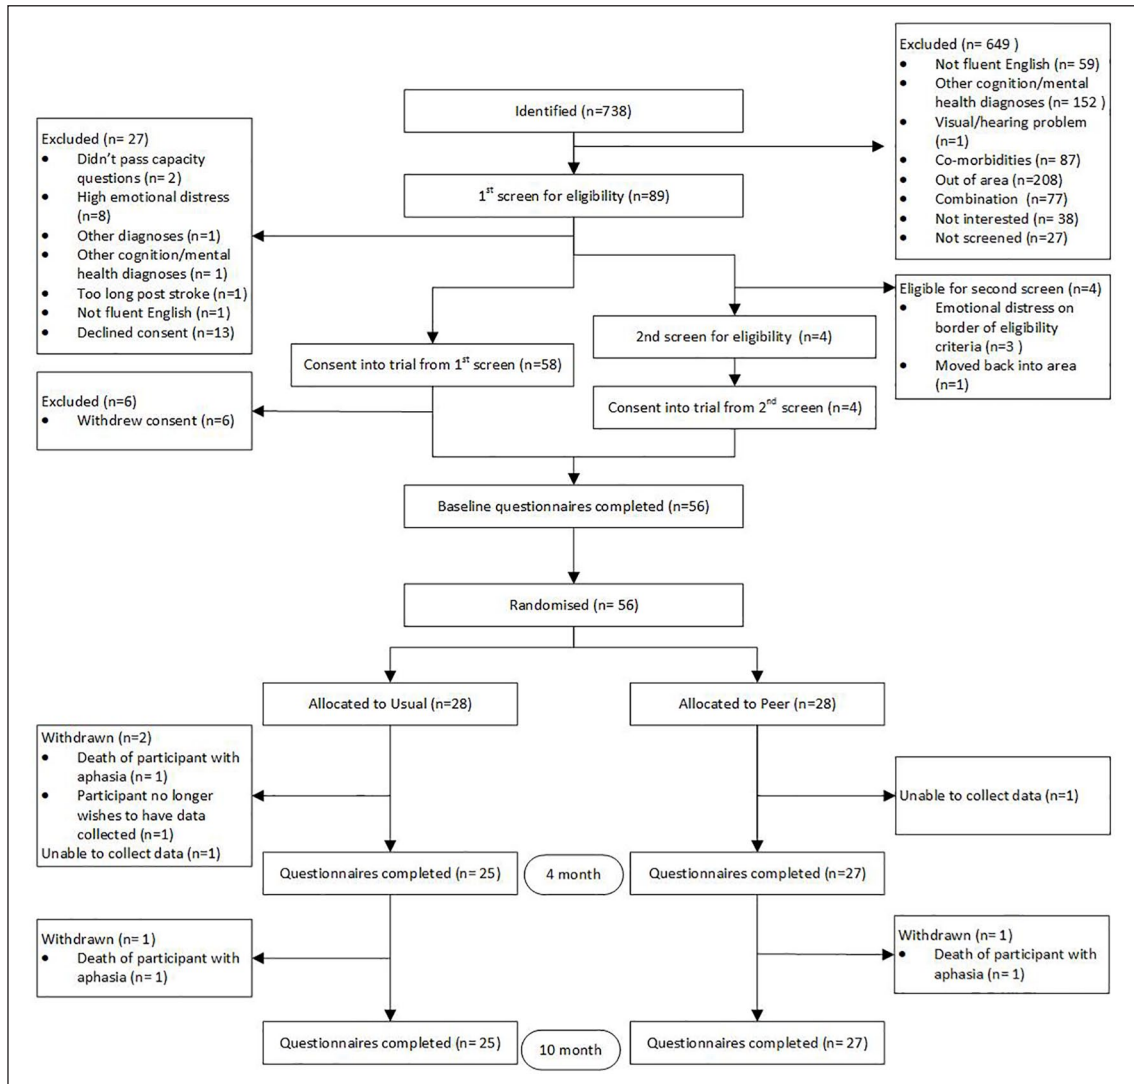 Identified (n=738)
Excluded (n= 649 )
• Not fluent English (n= 59)
• Other cognition/mental
health diagnoses (n= 152 )
• Visual/hearing problem
(n=1)
• Co-morbidities (n= 87)
• Out of area (n=208)
• Combination (n=77)
• Not interested (n= 38)
• Not screened (n=27)
1st screen for eligibility (n=89)
Excluded (n= 27)
• Didn't pass capacity
questions (n= 2)
• High emotional distress
(n=8)
• Other diagnoses (n=1)
• Other cognition/mental
health diagnoses (n= 1)
• Too long post stroke (n=1)
• Not fluent English (n=1)
• Declined consent (n=13)
Eligible for second screen (n=4)
• Emotional distress on
border of eligibility
criteria (n=3 )
• Moved back into area
(n=1)
2nd screen for eligibility (n=4)
Consent into trial from 1st screen (n=58)
Consent into trial from 2nd screen (n=4)
Excluded (n=6)
• Withdrew consent (n=6)
Baseline questionnaires completed (n=56)
Randomised (n= 56)
Allocated to Usual (n=28)
Allocated to Peer (n=28)
Withdrawn (n=2)
• Death of participant with
aphasia (n= 1)
• Participant no longer
wishes to have data
collected (n=1)
Unable to collect data (n=1)
Unable to collect data (n=1)
Questionnaires completed (n= 25)
4 month
Questionnaires completed (n=27)
Withdrawn (n= 1)
• Death of participant with
aphasia (n= 1)
Withdrawn (n= 1)
• Death of participant with
aphasia (n= 1)
Questionnaires completed (n= 25)
10 month
Questionnaires completed (n= 27)